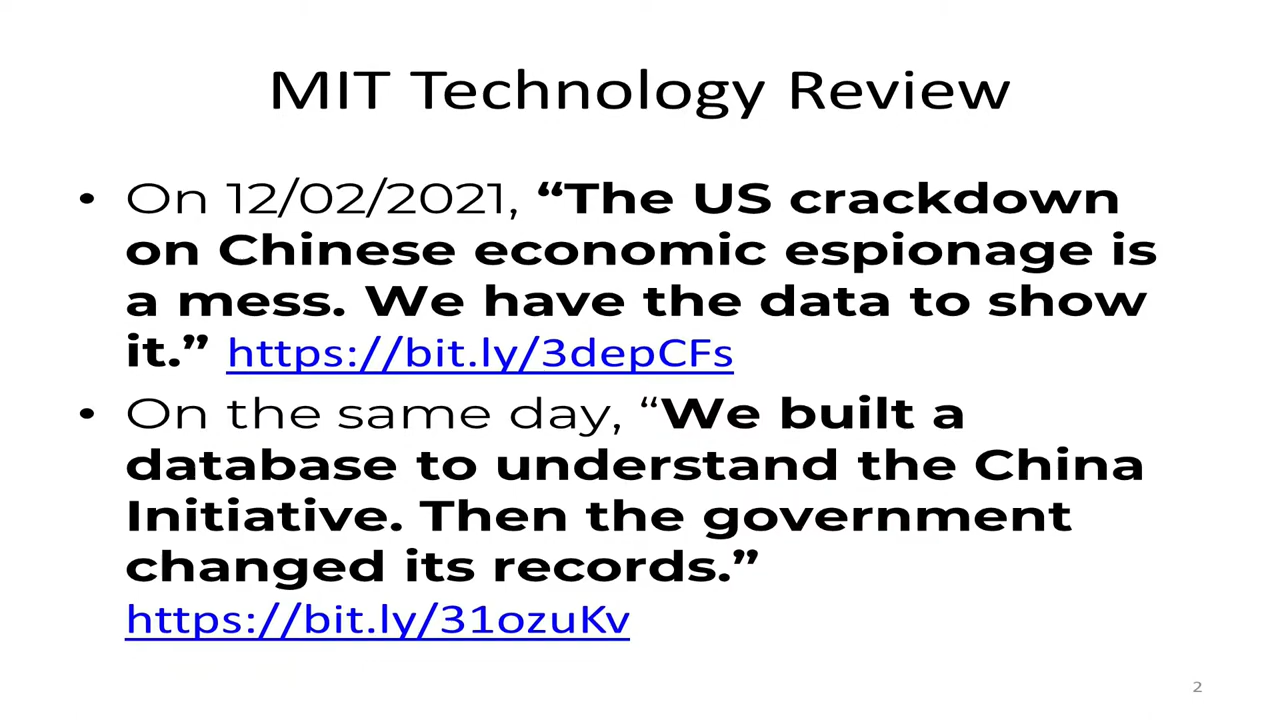 MIT Technology Review
• On 12/02/2021, “The US crackdown
on Chinese economic espionage is
a mess. We have the data to show
it.” https://bit.ly/3depCFs
• On the same day, “We built a
database to understand the China
Initiative. Then the government
changed its records.”
https://bit.ly/31ozuKv
2